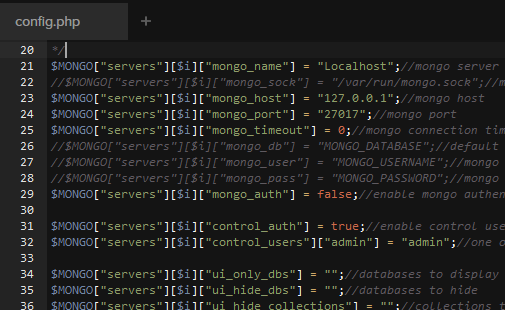 config.php +
20 */
21 $MONGO["servers"][$i]["mongo_name"] = "Localhost";//mongo server
22 //$MONGO["servers"][$i]["mongo_sock"] = "/var/run/mongo.sock";//m
23 $MONGO["servers"][$i]["mongo_host"] = "127.0.0.1";//mongo host
24 $MONGO["servers"][$i]["mongo_port"] = "27017";//mongo port
25 $MONGO["servers"][$i]["mongo_timeout"] = 0;//mongo connection tim
26 //$MONGO["servers"][$i]["mongo_db"] = "MONGO_DATABASE";//default
27 //$MONGO["servers"][$i]["mongo_user"] = "MONGO_USERNAME";//mongo
28 //$MONGO["servers"][$i]["mongo_pass"] = "MONGO_PASSWORD";//mongo
29 $MONGO["servers"][$i]["mongo_auth"] = false;//enable mongo authen
30
31 $MONGO["servers"][$i]["control_auth"] = true;//enable control use
32 $MONGO["servers"][$i]["control_users"]["admin"] = "admin";//one o
33
34 $MONGO["servers"][$i]["ui_only_dbs"] = "";//databases to display
35 $MONGO["servers"][$i]["ui_hide_dbs"] = "";//databases to hide
36 $MONGO["servers"][$i]["ui_hide_collections"] = "";//collections t